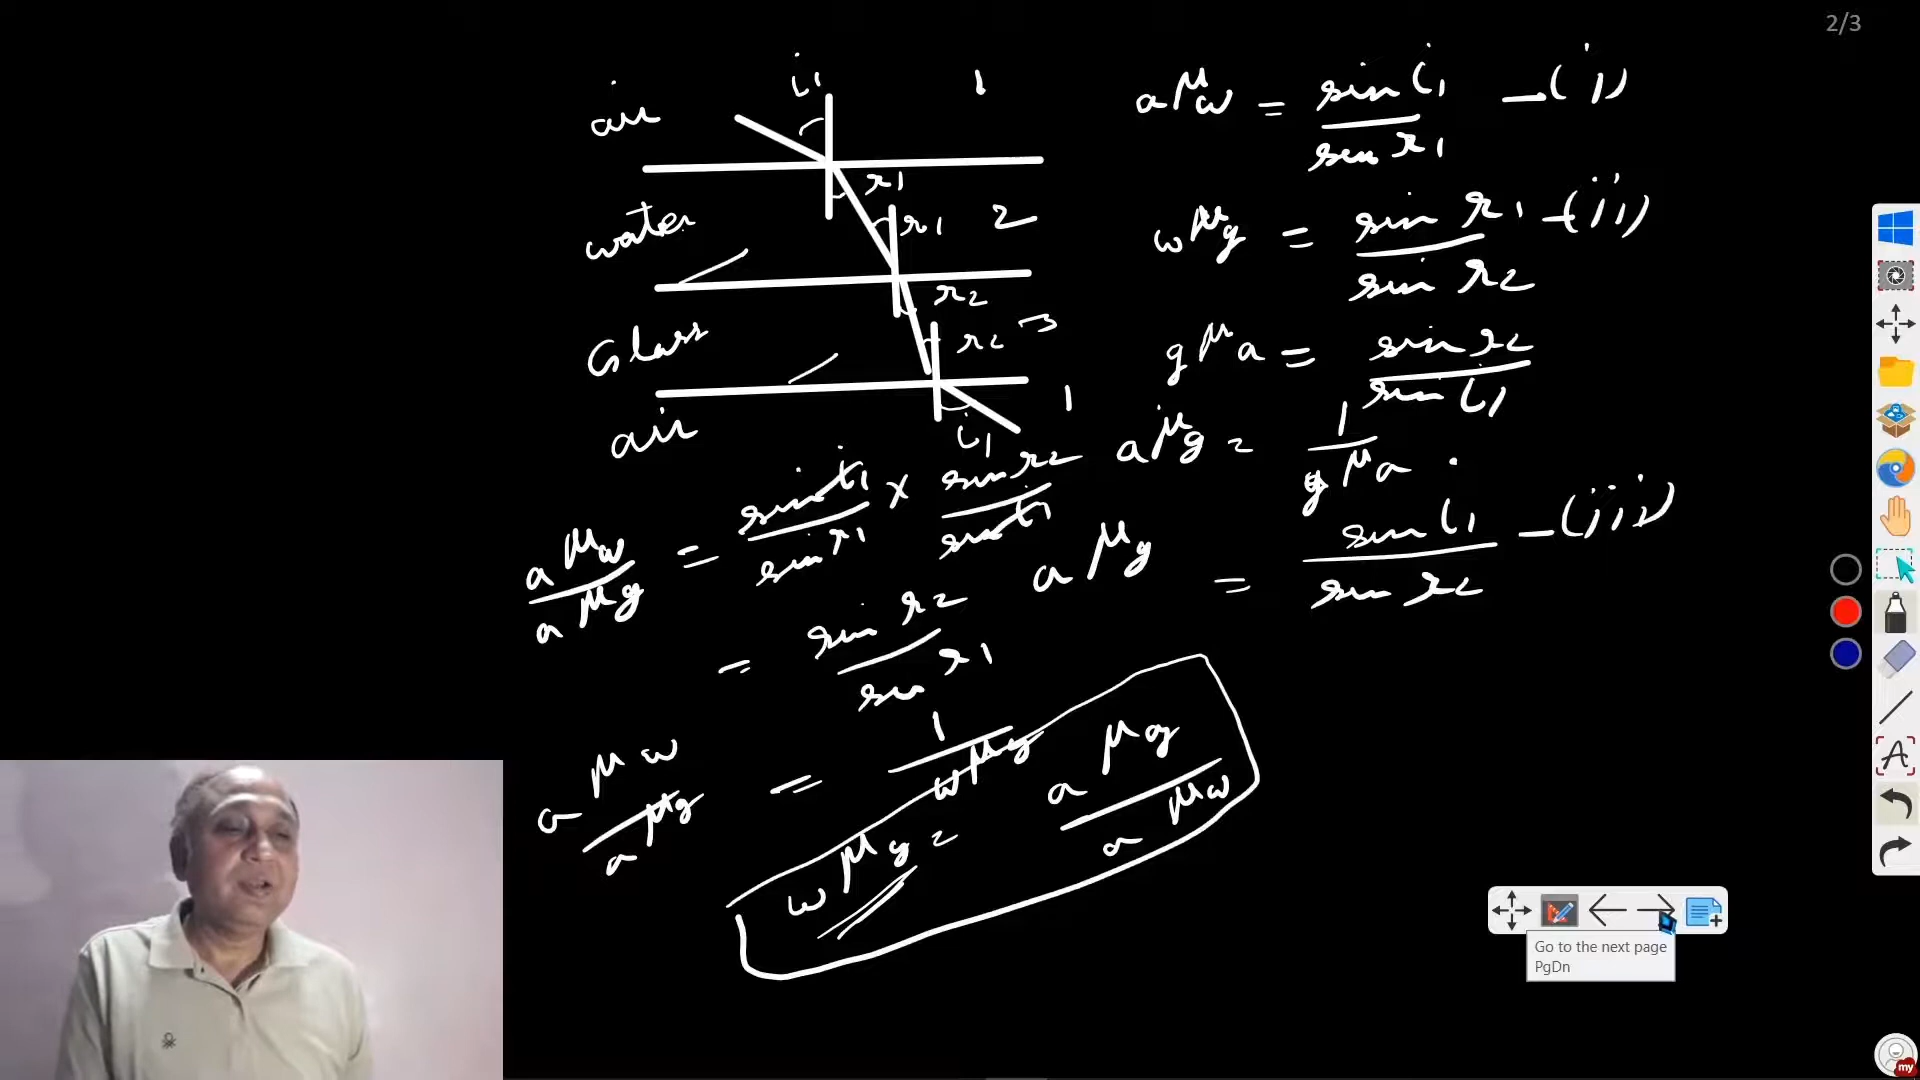 2/3
air i₁ 1
aμw = sin i₁ / sin r₁ —(i)
r₁
water r₁ 2
wμg = sin r₁ / sin r₂ —(ii)
r₂
Glass r₂ 3
gμa = sin r₂ / sin i₁
air i₁ 1
aμg = 1 / gμa
aμw / aμg = sin i₁ / sin r₁ × sin r₂ / sin i₁
aμg = sin i₁ / sin r₂ —(iii)
= sin r₂ / sin r₁
aμw / aμg = 1 / wμg
wμg = aμg / aμw
Go to the next page
PgDn
A
my